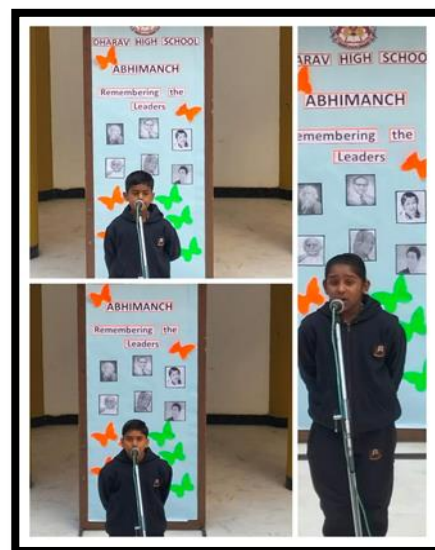 DHARAV HIGH SCHOOL
ABHIMANCH
Remembering the
Leaders
ARAV HIGH SCHOO
ABHIMANCH
emembering the
Leaders
ABHIMANCH
Remembering the
Leaders